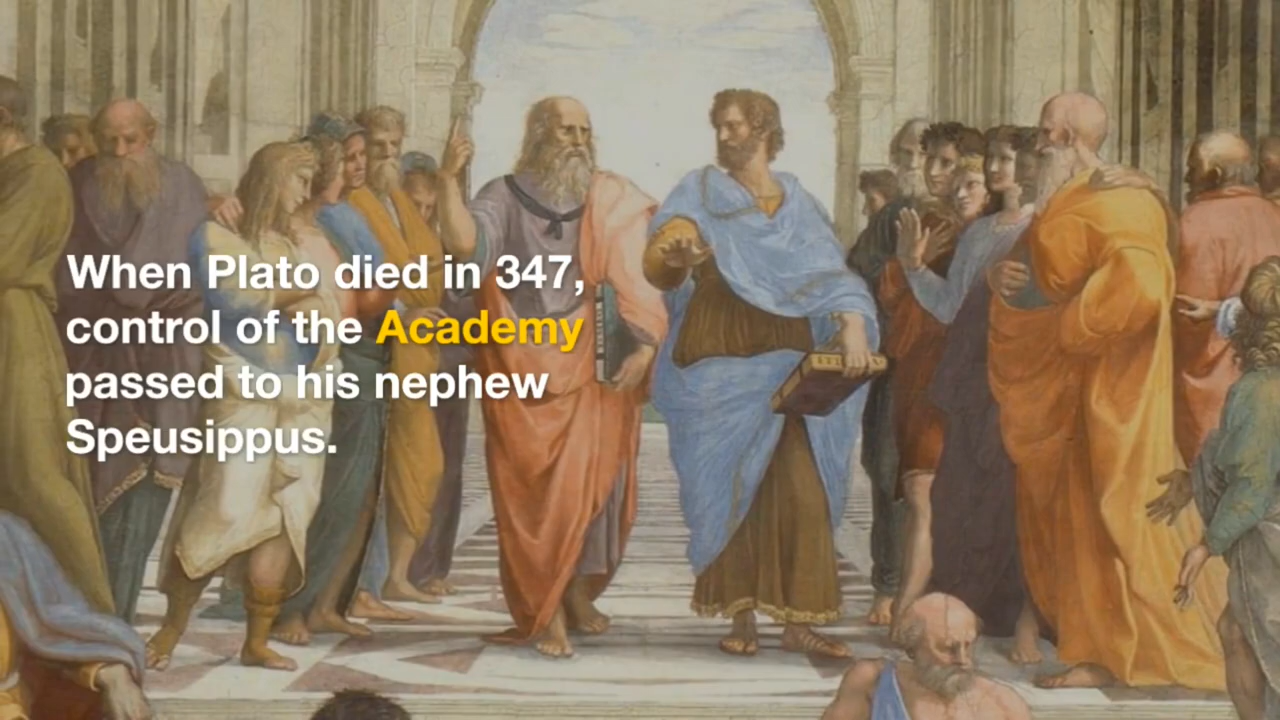 When Plato died in 347,
control of the Academy
passed to his nephew
Speusippus.